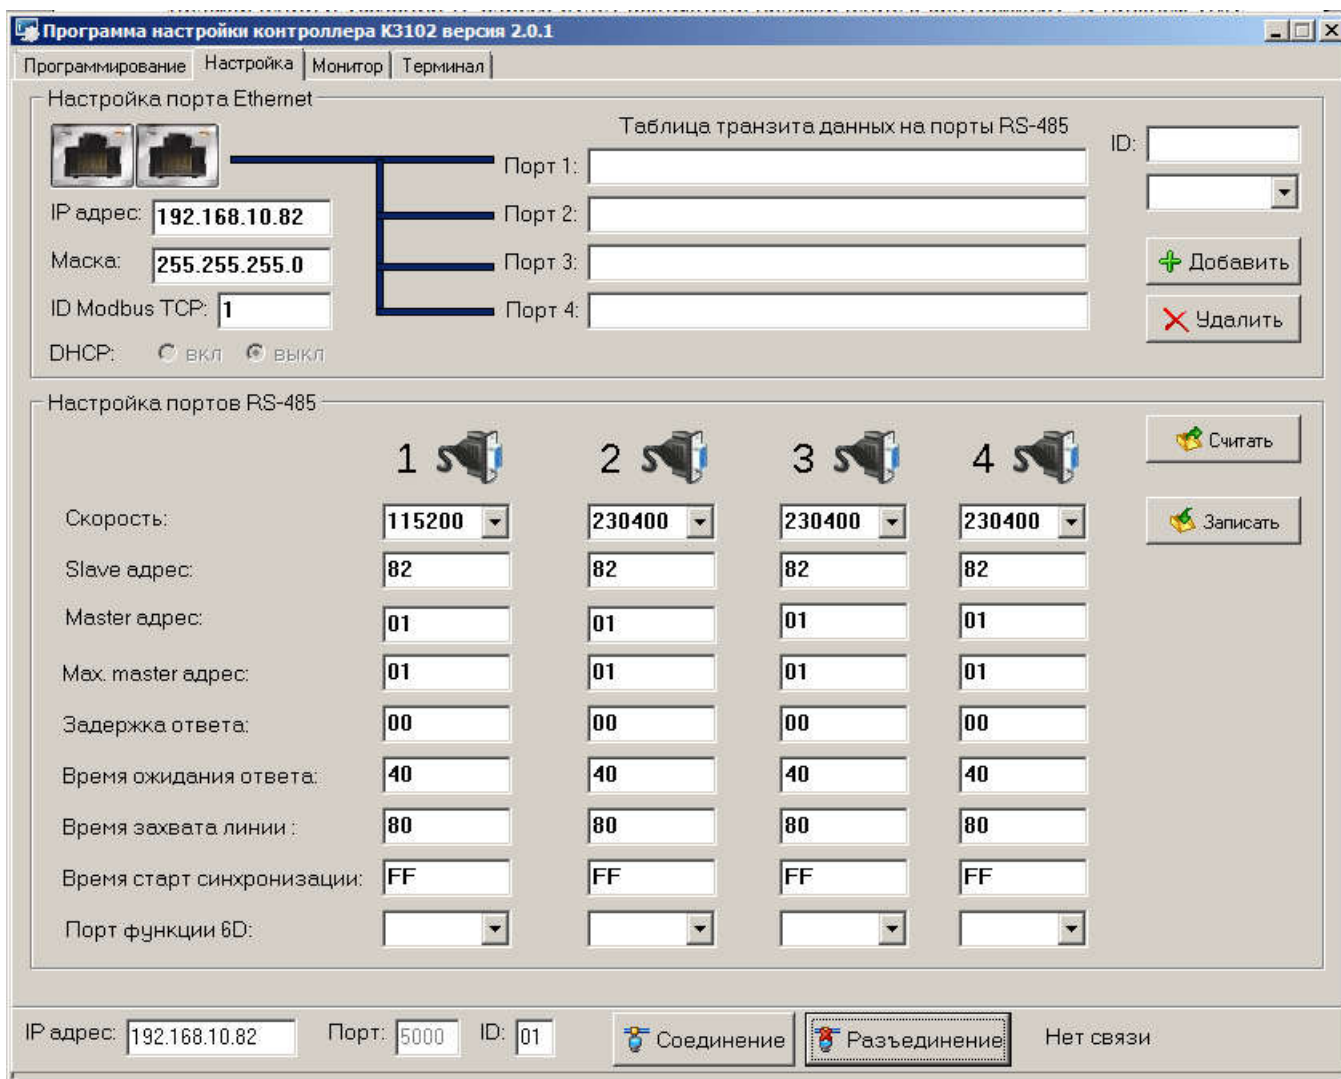 Программа настройки контроллера К3102 версия 2.0.1
Программирование Настройка Монитор Терминал
Настройка порта Ethernet
Таблица транзита данных на порты RS-485
ID:
Порт 1:
IP адрес: 192.168.10.82
Порт 2:
Маска: 255.255.255.0
Порт 3:
Добавить
ID Modbus TCP: 1
Порт 4:
Удалить
DHCP: вкл выкл
Настройка портов RS-485
1 2 3 4
Считать
Скорость: 115200 230400 230400 230400
Записать
Slave адрес: 82 82 82 82
Master адрес: 01 01 01 01
Max. master адрес: 01 01 01 01
Задержка ответа: 00 00 00 00
Время ожидания ответа: 40 40 40 40
Время захвата линии : 80 80 80 80
Время старт синхронизации: FF FF FF FF
Порт функции 6D:
IP адрес: 192.168.10.82 Порт: 5000 ID: 01 Соединение Разъединение Нет связи